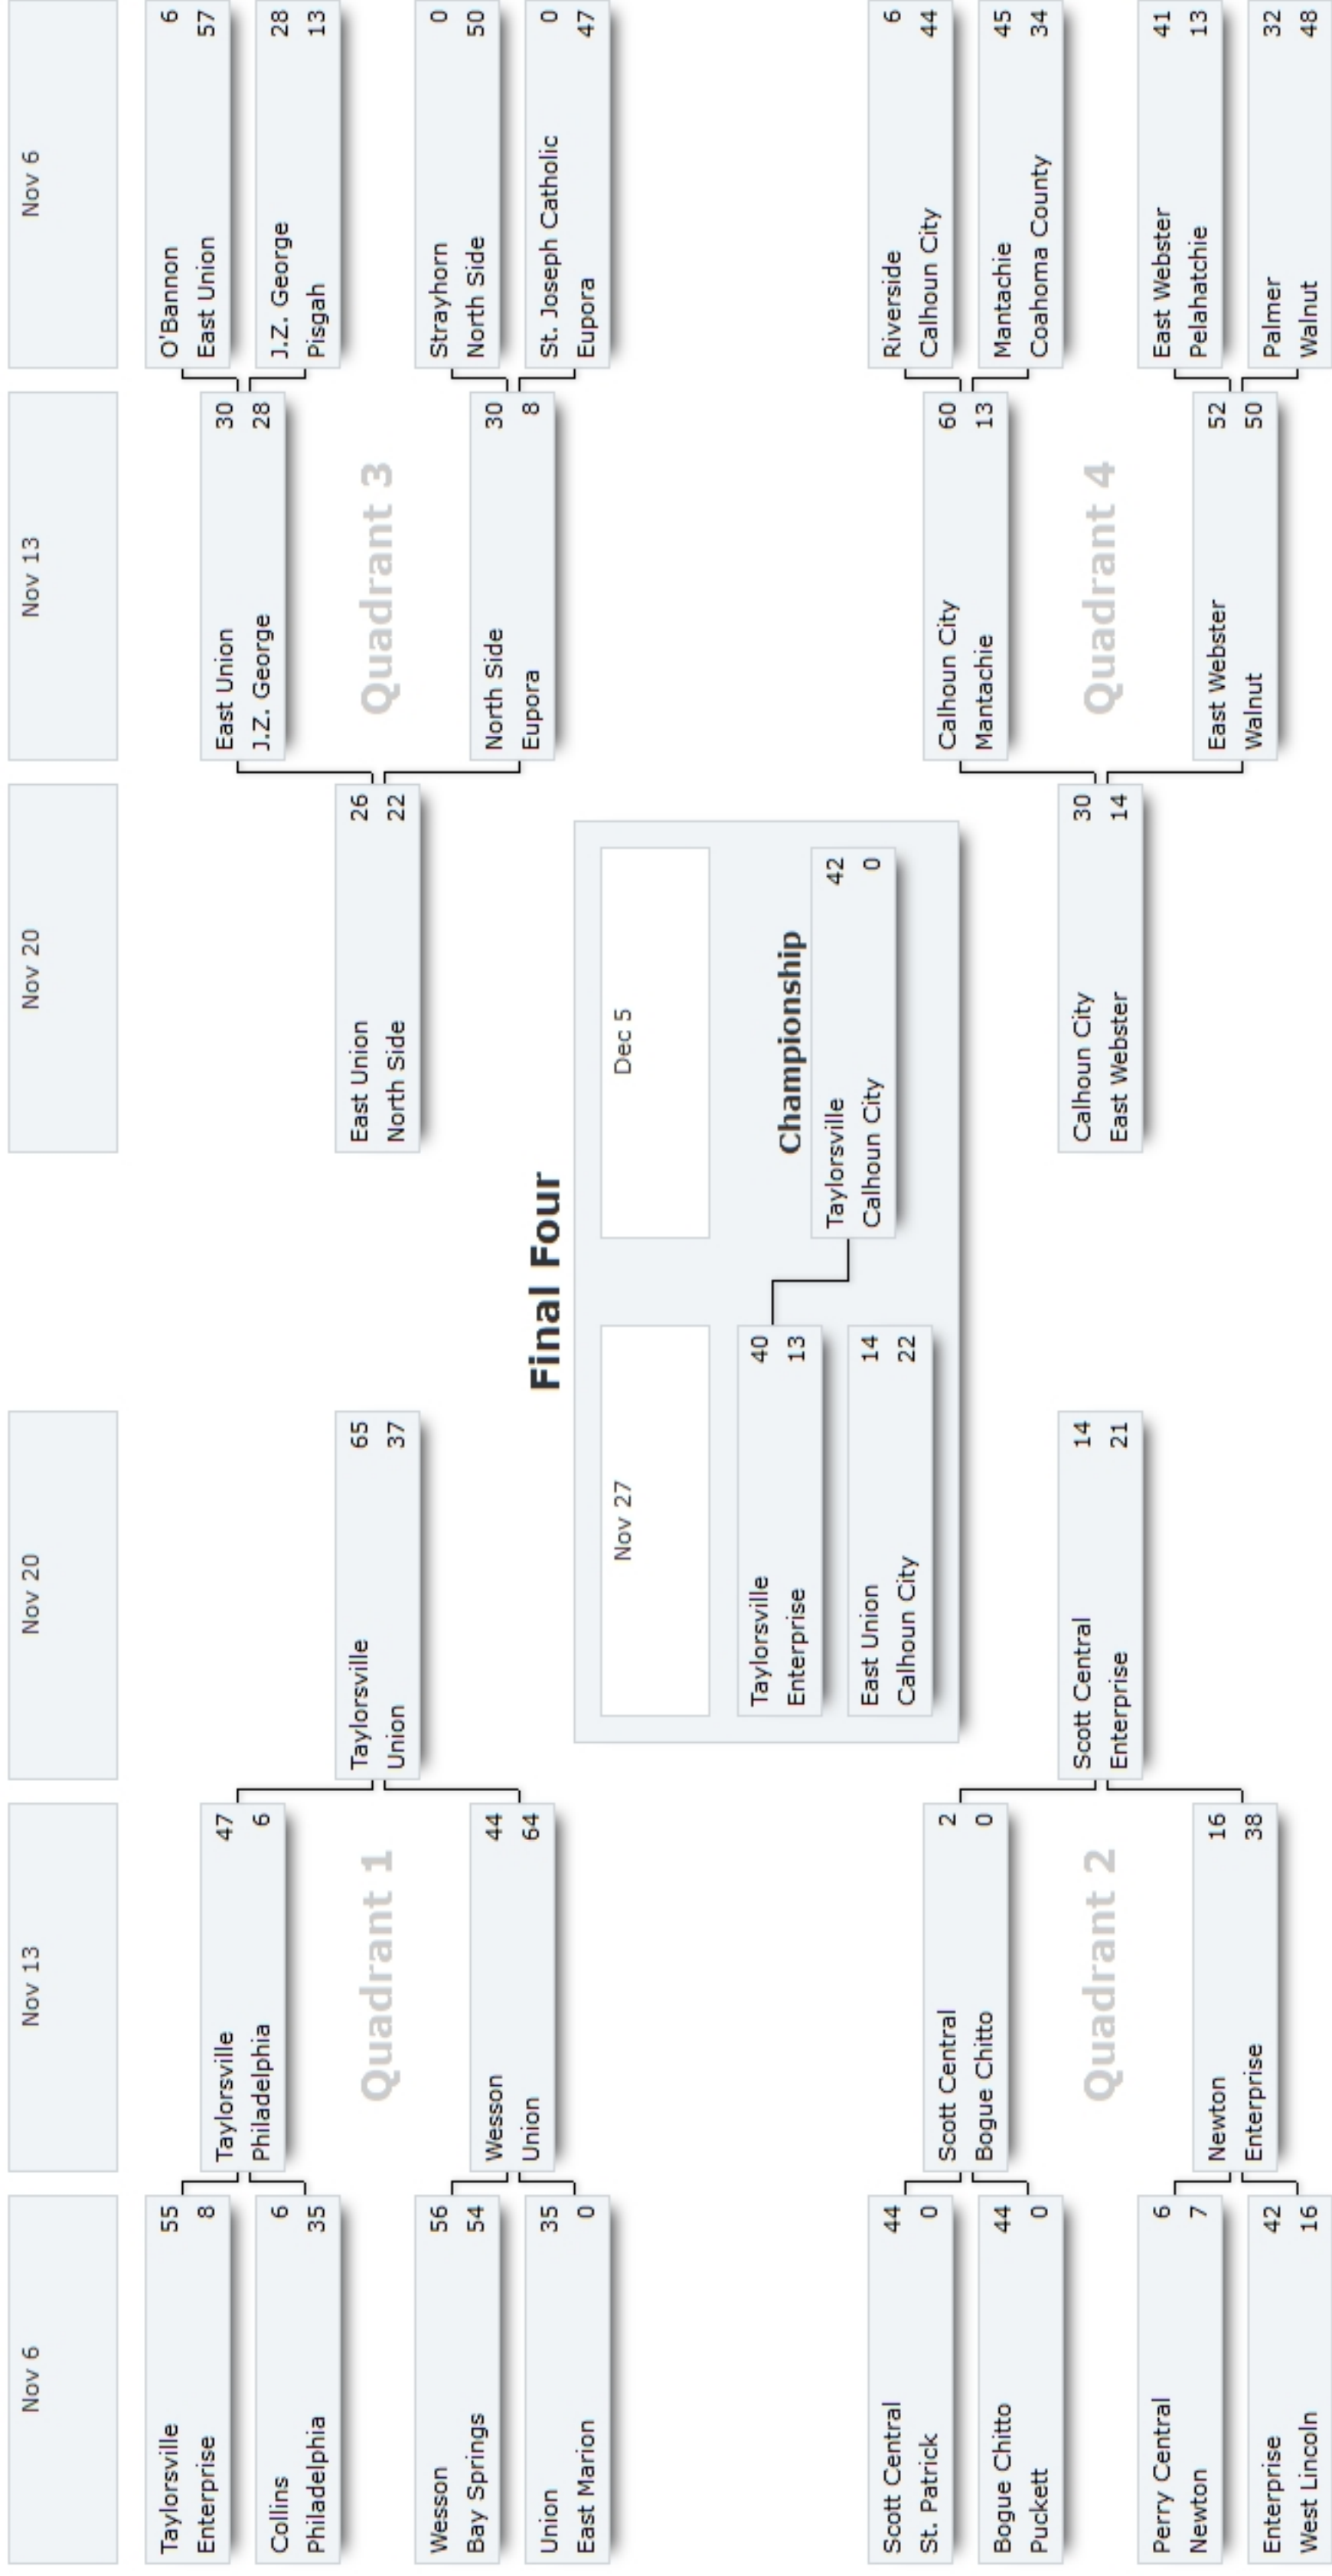 Nov 6
Nov 13
Nov 20
Nov 20
Nov 13
Nov 6
Taylorsville 55
Enterprise 8
Collins 6
Philadelphia 35
Wesson 56
Bay Springs 54
Union 35
East Marion 0
Taylorsville 47
Philadelphia 6
Quadrant 1
Wesson 44
Union 64
Taylorsville 65
Union 37
East Union 26
North Side 22
East Union 30
J.Z. George 28
Quadrant 3
North Side 30
Eupora 8
O'Bannon 6
East Union 57
J.Z. George 28
Pisgah 13
Strayhorn 0
North Side 50
St. Joseph Catholic 0
Eupora 47
Final Four
Nov 27
Dec 5
Taylorsville 40
Enterprise 13
East Union 14
Calhoun City 22
Championship
Taylorsville 42
Calhoun City 0
Scott Central 44
St. Patrick 0
Bogue Chitto 44
Puckett 0
Perry Central 6
Newton 7
Enterprise 42
West Lincoln 16
Scott Central 2
Bogue Chitto 0
Quadrant 2
Newton 16
Enterprise 38
Scott Central 14
Enterprise 21
Calhoun City 30
East Webster 14
Calhoun City 60
Mantachie 13
Quadrant 4
East Webster 52
Walnut 50
Riverside 6
Calhoun City 44
Mantachie 45
Coahoma County 34
East Webster 41
Pelahatchie 13
Palmer 32
Walnut 48